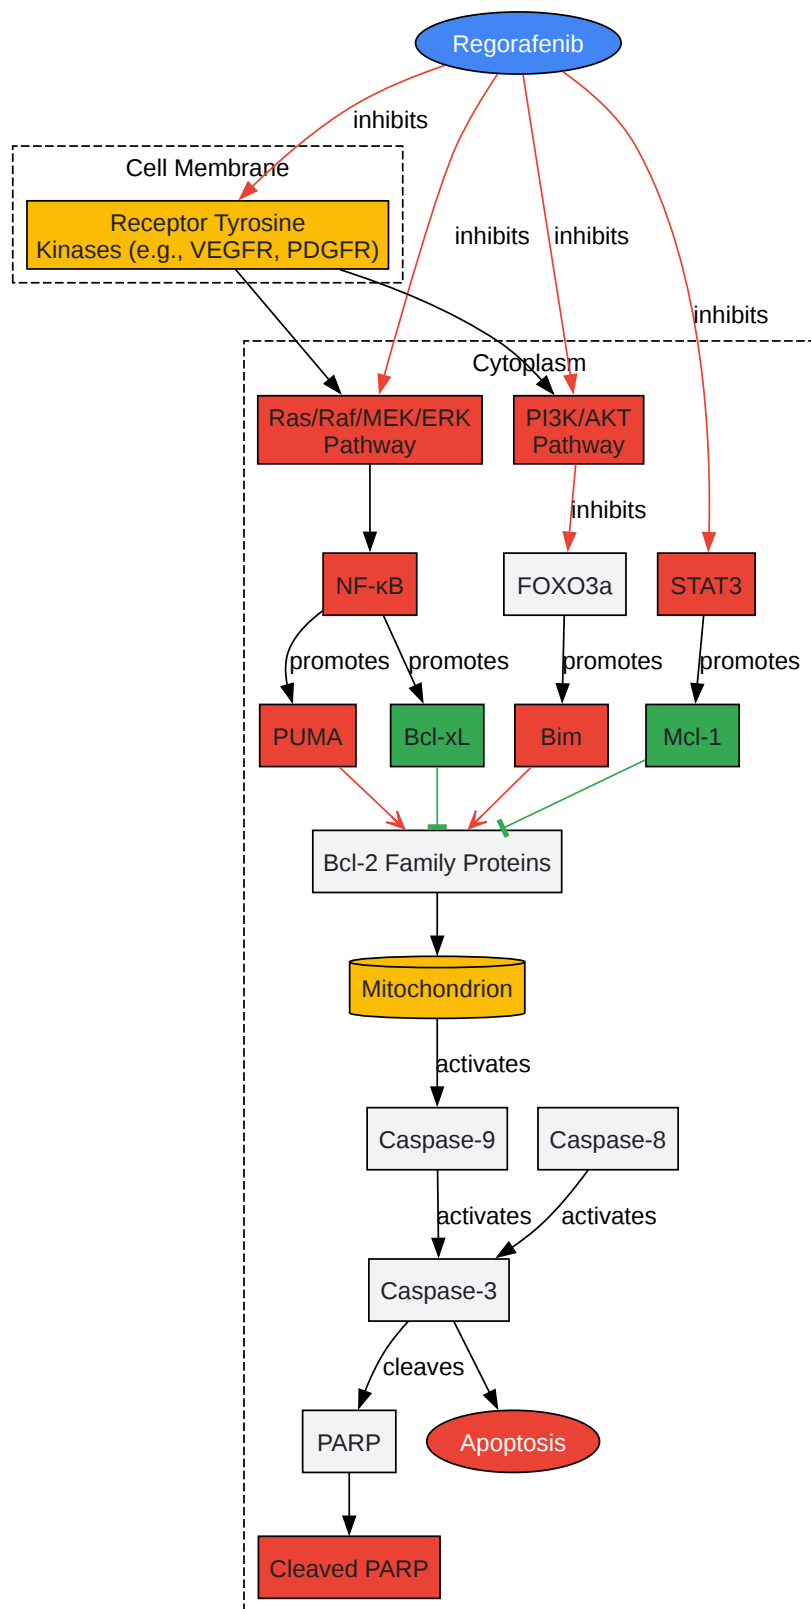 Regorafenib
inhibits
Cell Membrane
Receptor Tyrosine
Kinases (e.g., VEGFR, PDGFR)
inhibits
inhibits
inhibits
Cytoplasm
Ras/Raf/MEK/ERK
Pathway
PI3K/AKT
Pathway
inhibits
NF-κB
FOXO3a
STAT3
promotes
promotes
promotes
promotes
PUMA
Bcl-xL
Bim
Mcl-1
Bcl-2 Family Proteins
Mitochondrion
activates
Caspase-9
Caspase-8
activates
activates
Caspase-3
cleaves
PARP
Apoptosis
Cleaved PARP